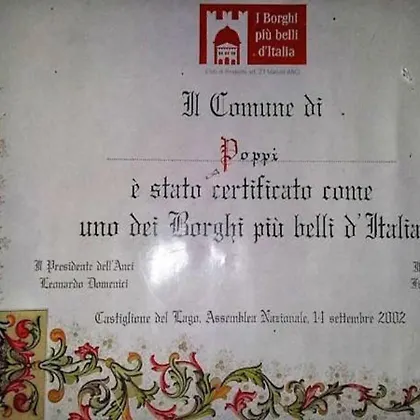 I Borghi
più belli
d'Italia
Il Comune di
Poppi
è stato certificato come
uno dei Borghi più belli d'Italia
Il Presidente dell'Anci
Leonardo Domenici
Castiglione del Lago, Assemblea Nazionale, 14 settembre 2002